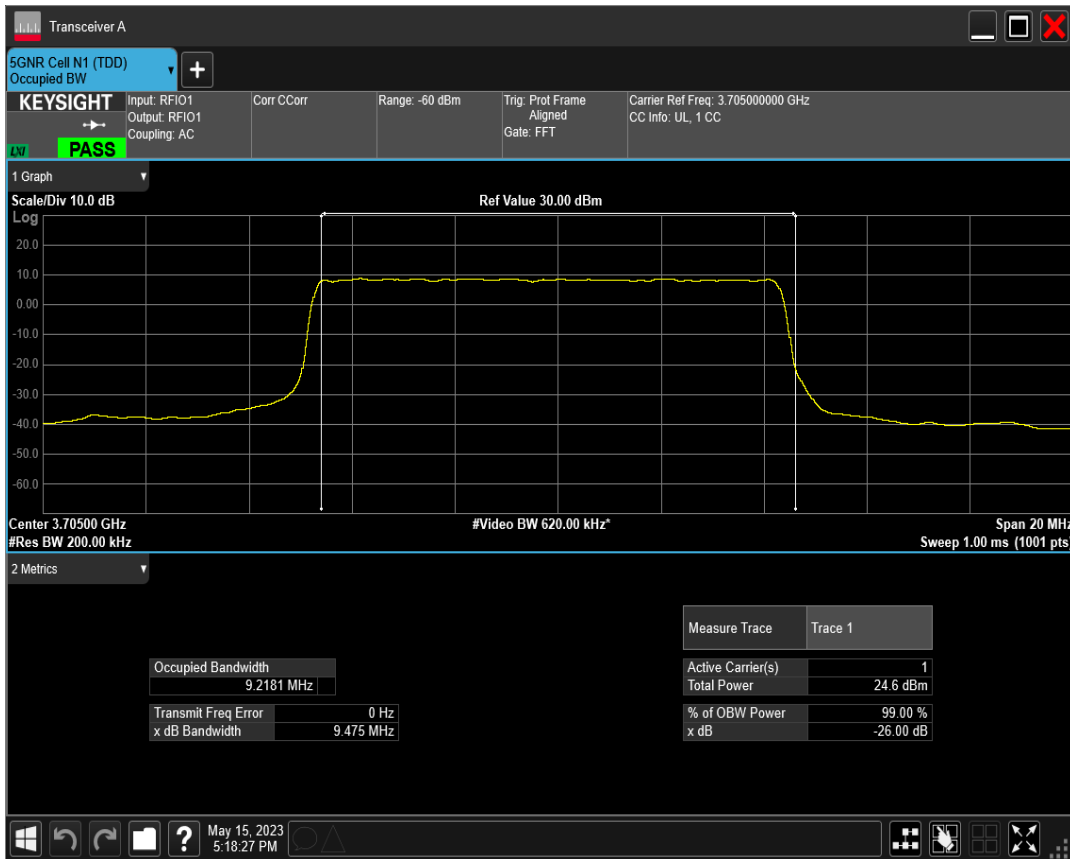 Transceiver A
5GNR Cell N1 (TDD)
Occupied BW
+
KEYSIGHT
LXI
PASS
Input: RFIO1
Output: RFIO1
Coupling: AC
Corr CCorr
Range: -60 dBm
Trig: Prot Frame
Aligned
Gate: FFT
Carrier Ref Freq: 3.705000000 GHz
CC Info: UL, 1 CC
1 Graph
Scale/Div 10.0 dB
Ref Value 30.00 dBm
Log
20.0
10.0
0.00
-10.0
-20.0
-30.0
-40.0
-50.0
-60.0
Center 3.70500 GHz
#Video BW 620.00 kHz*
Span 20 MHz
#Res BW 200.00 kHz
Sweep 1.00 ms (1001 pts)
2 Metrics
Measure Trace Trace 1
Occupied Bandwidth
9.2181 MHz
Active Carrier(s) 1
Total Power 24.6 dBm
Transmit Freq Error 0 Hz
x dB Bandwidth 9.475 MHz
% of OBW Power 99.00 %
x dB -26.00 dB
?
May 15, 2023
5:18:27 PM